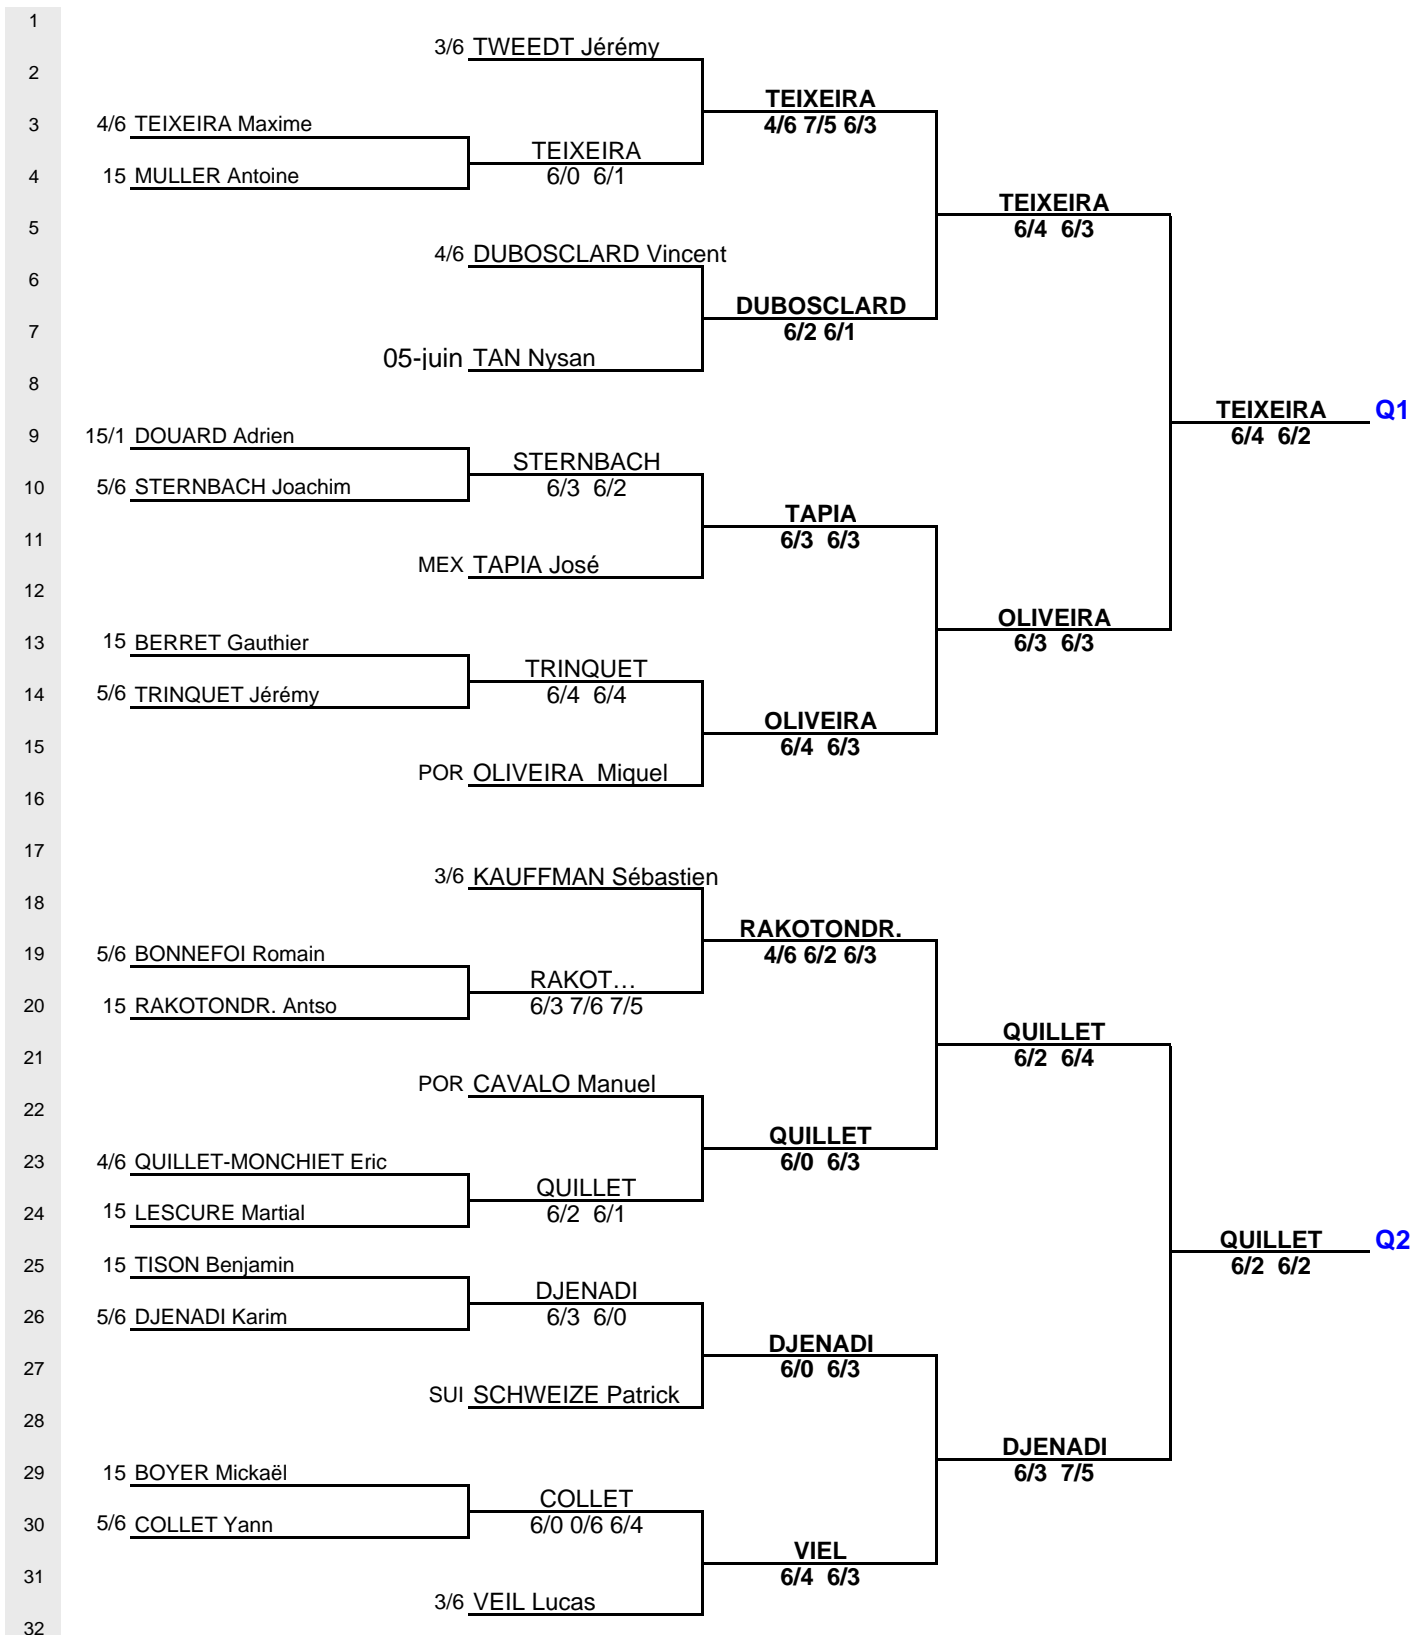 1
3/6 TWEEDT Jérémy
2
TEIXEIRA
3 4/6 TEIXEIRA Maxime 4/6 7/5 6/3
TEIXEIRA
4 15 MULLER Antoine 6/0 6/1
TEIXEIRA
5 6/4 6/3
4/6 DUBOSCLARD Vincent
6
DUBOSCLARD
7 6/2 6/1
05-juin TAN Nysan
8
TEIXEIRA Q1
9 15/1 DOUARD Adrien 6/4 6/2
STERNBACH
10 5/6 STERNBACH Joachim 6/3 6/2
TAPIA
11 6/3 6/3
MEX TAPIA José
12
OLIVEIRA
13 15 BERRET Gauthier 6/3 6/3
TRINQUET
14 5/6 TRINQUET Jérémy 6/4 6/4
OLIVEIRA
15 6/4 6/3
POR OLIVEIRA Miquel
16
17
3/6 KAUFFMAN Sébastien
18
RAKOTONDR.
19 5/6 BONNEFOI Romain 4/6 6/2 6/3
RAKOT…
20 15 RAKOTONDR. Antso 6/3 7/6 7/5
QUILLET
21 6/2 6/4
POR CAVALO Manuel
22
QUILLET
23 4/6 QUILLET-MONCHIET Eric 6/0 6/3
QUILLET
24 15 LESCURE Martial 6/2 6/1
QUILLET Q2
25 15 TISON Benjamin 6/2 6/2
DJENADI
26 5/6 DJENADI Karim 6/3 6/0
DJENADI
27 6/0 6/3
SUI SCHWEIZE Patrick
28
DJENADI
29 15 BOYER Mickaël 6/3 7/5
COLLET
30 5/6 COLLET Yann 6/0 0/6 6/4
VIEL
31 6/4 6/3
3/6 VEIL Lucas
32